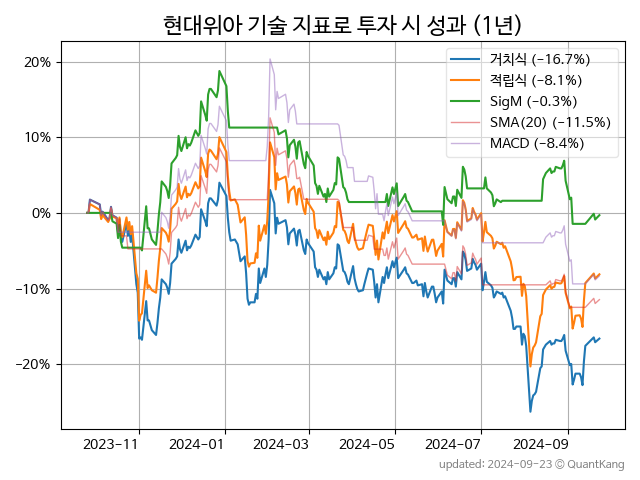 현대위아 기술 지표로 투자 시 성과 (1년)
거치식 (-16.7%)
적립식 (-8.1%)
SigM (-0.3%)
SMA(20) (-11.5%)
MACD (-8.4%)
20%
10%
0%
-10%
-20%
2023-11 2024-01 2024-03 2024-05 2024-07 2024-09
updated: 2024-09-23 © QuantKang